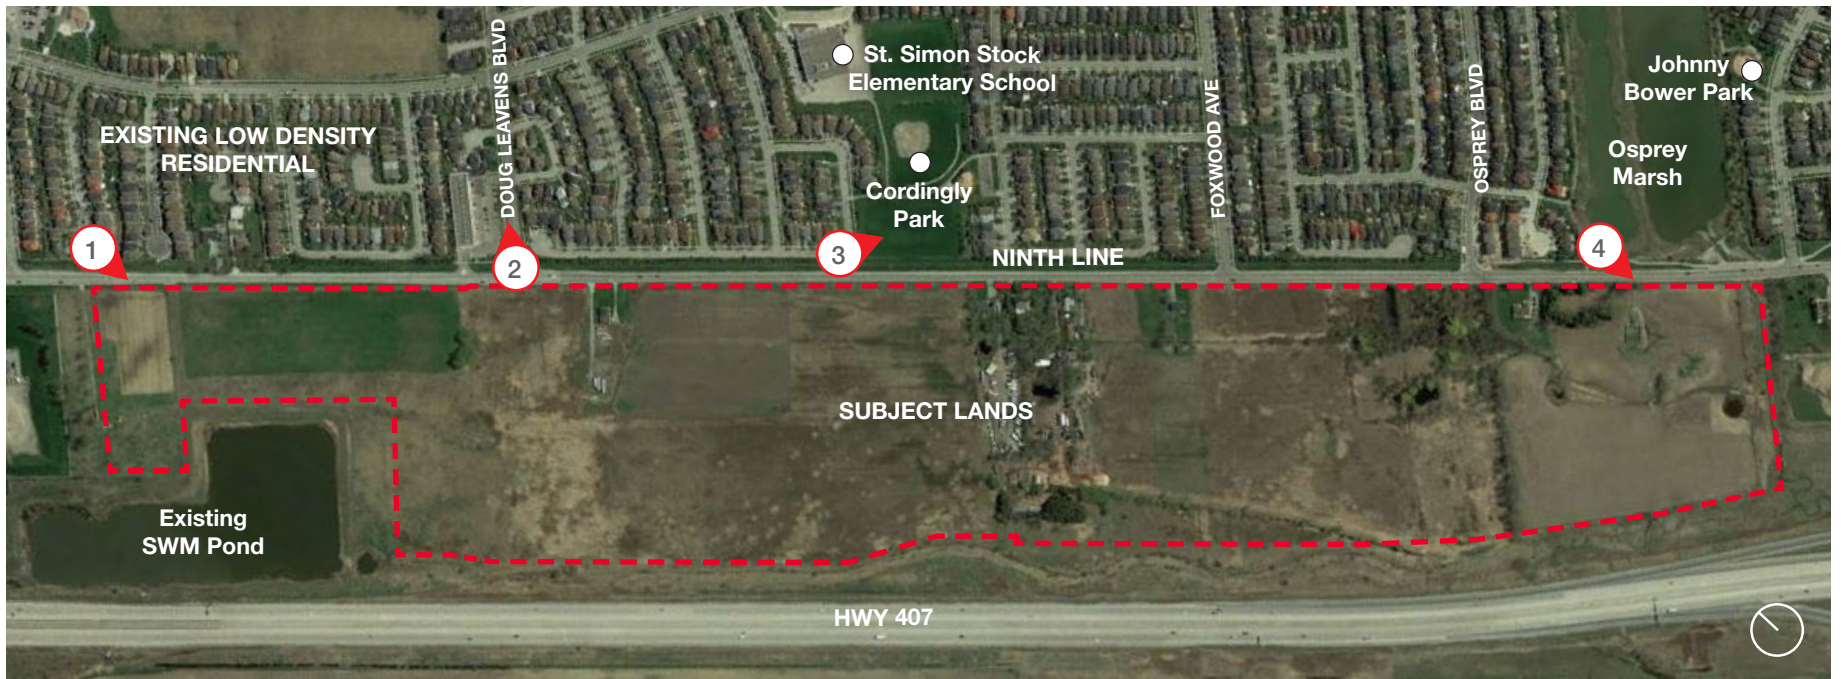 DOUG LEAVENS BLVD
St. Simon Stock
Elementary School
FOXWOOD AVE
OSPREY BLVD
Johnny
Bower Park
EXISTING LOW DENSITY
RESIDENTIAL
Osprey
Marsh
Cordingly
Park
1
2
3
NINTH LINE
4
SUBJECT LANDS
Existing
SWM Pond
HWY 407